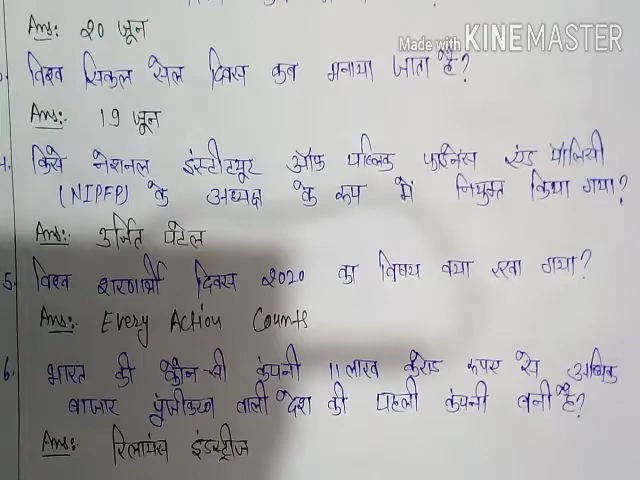 Ans: 20 जून
Made with KINEMASTER
विश्व सिकल सेल दिवस कब मनाया जाता है?
Ans:- 19 जून
4. किसे नेशनल इंस्टीटयूट ऑफ पब्लिक फाइनेंस एंड पॉलिसी
(NIPFP) के अध्यक्ष के रूप में नियुक्त किया गया?
Ans:- उर्जित पटेल
5. विश्व शरणार्थी दिवस 2020 का विषय क्या रखा गया?
Ans:- Every Action Counts
6. भारत की कौन-सी कंपनी 11 लाख करोड़ रूपए से अधिक
बाजार पूंजीकरण वाली देश की पहली कंपनी बनी है?
Ans:- रिलायंस इंडस्ट्रीज